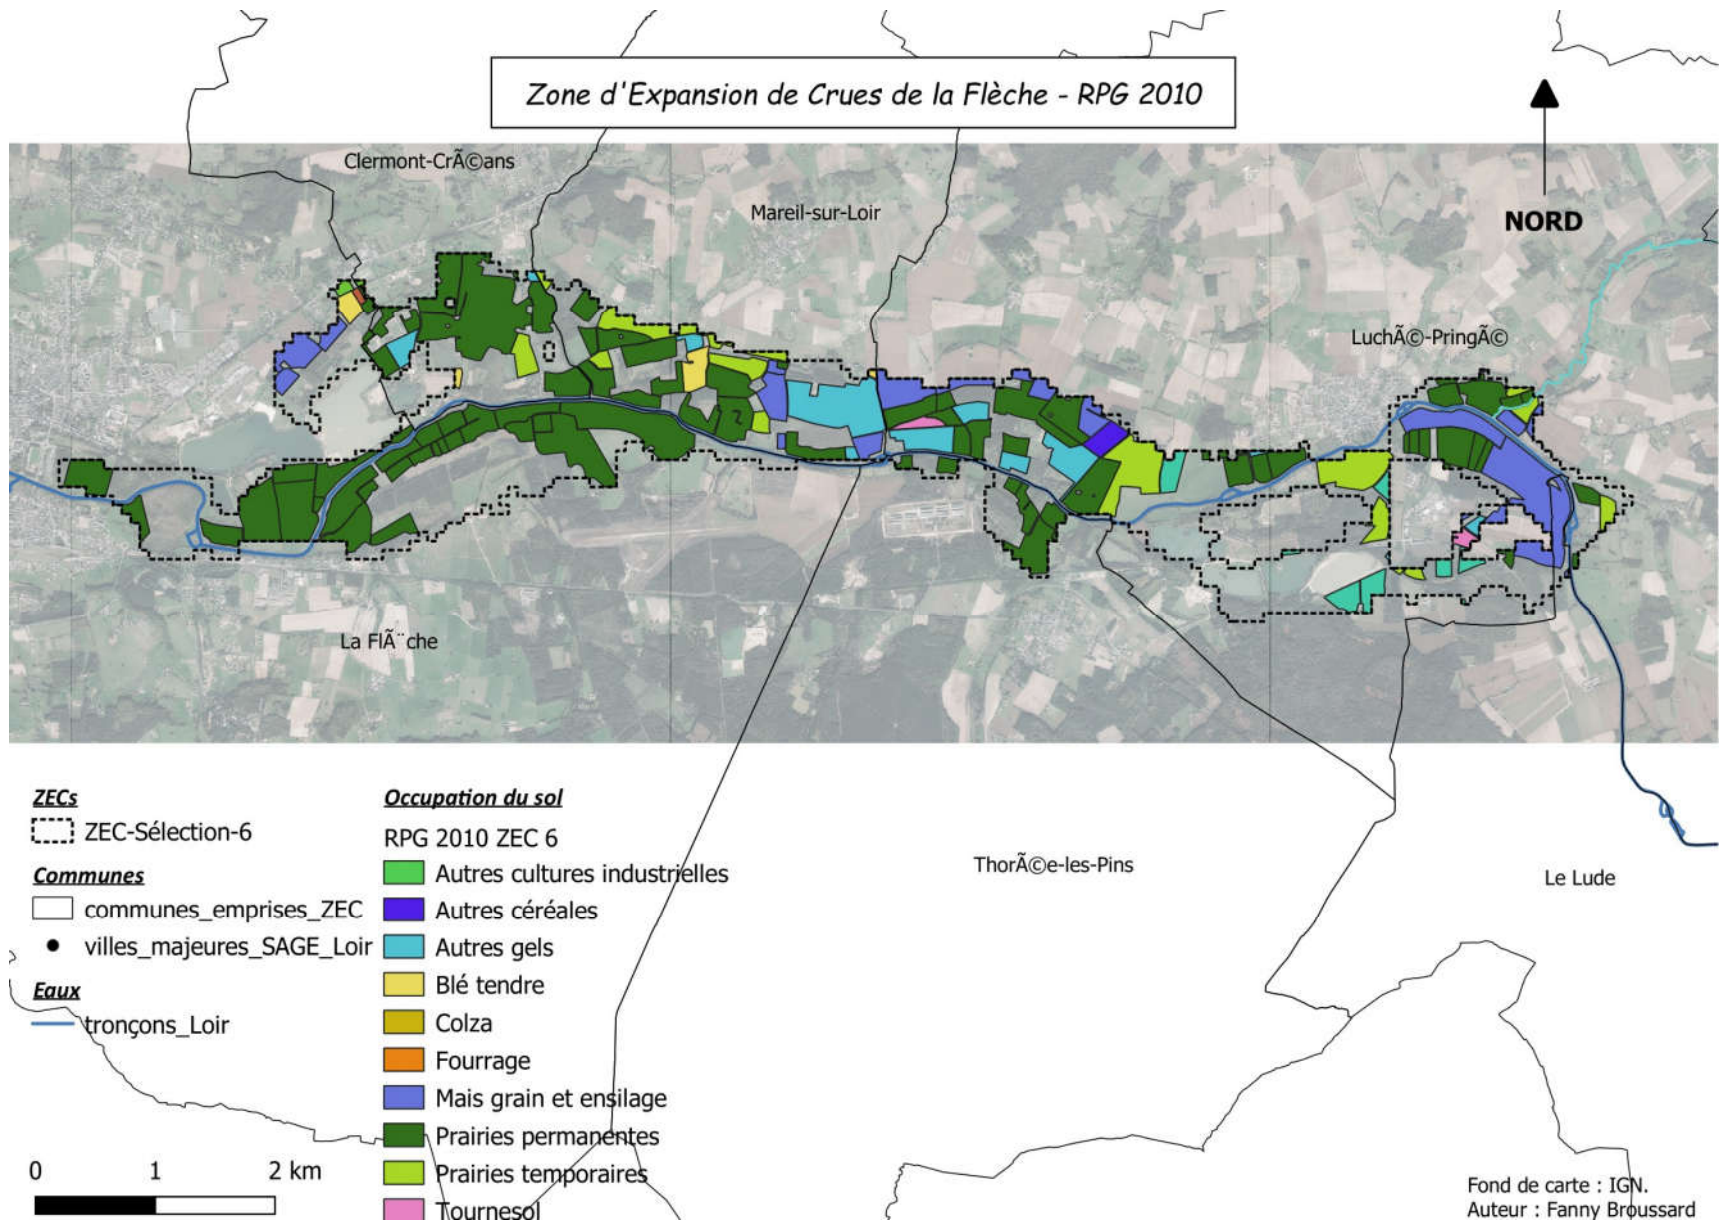 Zone d'Expansion de Crues de la Flèche - RPG 2010
Clermont-CrÃ©ans
Mareil-sur-Loir
NORD
LuchÃ©-PringÃ©
La FlÃ¨che
ThorÃ©e-les-Pins
Le Lude
ZECs
ZEC-Sélection-6
Communes
communes_emprises_ZEC
villes_majeures_SAGE_Loir
Eaux
tronçons_Loir
0 1 2 km
Occupation du sol
RPG 2010 ZEC 6
Autres cultures industrielles
Autres céréales
Autres gels
Blé tendre
Colza
Fourrage
Mais grain et ensilage
Prairies permanentes
Prairies temporaires
Tournesol
Fond de carte : IGN.
Auteur : Fanny Broussard